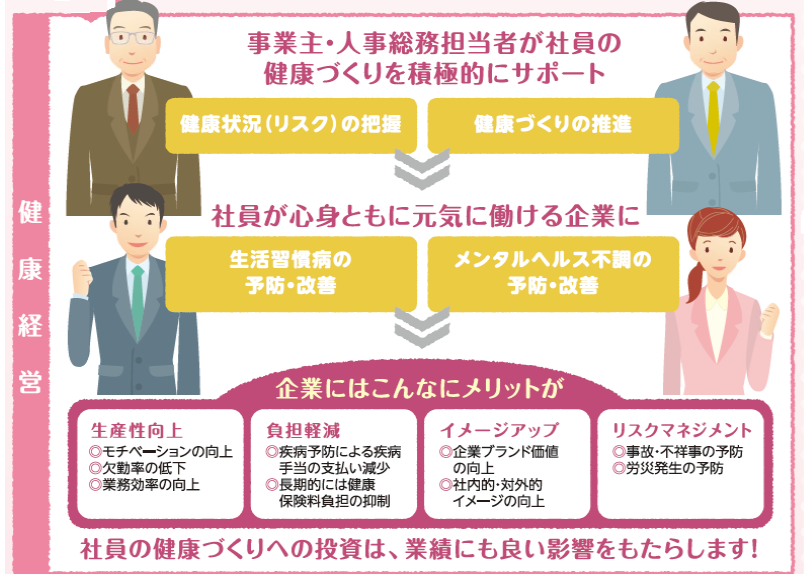 健康経営
事業主・人事総務担当者が社員の
健康づくりを積極的にサポート
健康状況(リスク)の把握
健康づくりの推進
社員が心身ともに元気に働ける企業に
生活習慣病の
予防・改善
メンタルヘルス不調の
予防・改善
企業にはこんなにメリットが
生産性向上
◎モチベーションの向上
◎欠勤率の低下
◎業務効率の向上
負担軽減
◎疾病予防による疾病
手当の支払い減少
◎長期的には健康
保険料負担の抑制
イメージアップ
◎企業ブランド価値
の向上
◎社内的・対外的
イメージの向上
リスクマネジメント
◎事故・不祥事の予防
◎労災発生の予防
社員の健康づくりへの投資は、業績にも良い影響をもたらします!